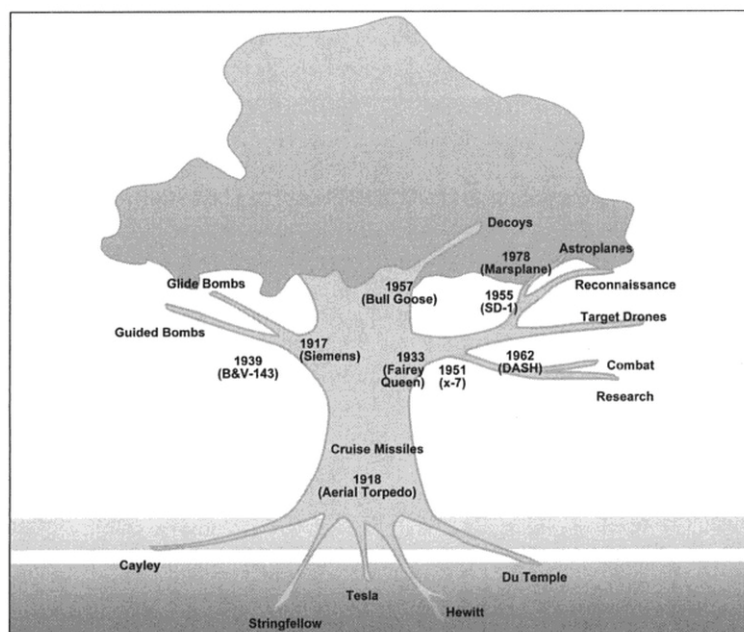 Decoys
Astroplanes
1978
(Marsplane)
Glide Bombs
1957
(Bull Goose)
Reconnaissance
1955
(SD-1)
Target Drones
Guided Bombs
1917
(Siemens)
1939
(B&V-143)
1933
(Fairey
Queen)
1951
(x-7)
1962
(DASH)
Combat
Research
Cruise Missiles
1918
(Aerial Torpedo)
Cayley
Du Temple
Tesla
Hewitt
Stringfellow